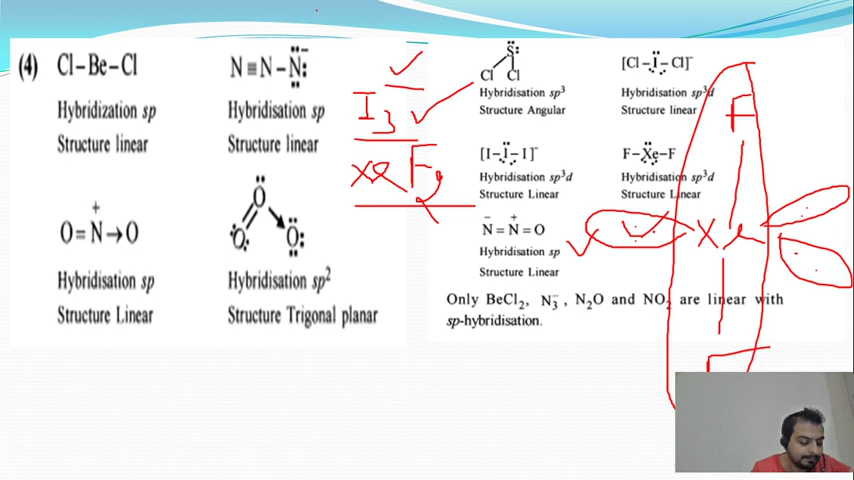 (4) Cl–Be–Cl
Hybridization sp
Structure linear
N≡N–N̈:⁻
Hybridisation sp
Structure linear
O=N⁺→O
Hybridisation sp
Structure Linear
O O: O:
Hybridisation sp²
Structure Trigonal planar
S:
Cl Cl
Hybridisation sp³
Structure Angular
[Cl–I–Cl]⁻
Hybridisation sp³d
Structure linear
[I–I–I]⁻
Hybridisation sp³d
Structure Linear
F–Xe–F
Hybridisation sp³d
Structure Linear
N⁻=N⁺=O
Hybridisation sp
Structure Linear
Only BeCl₂, N₃⁻, N₂O and NO₂ are linear with
sp-hybridisation.
I₃
XeF₂
F
Xe
F